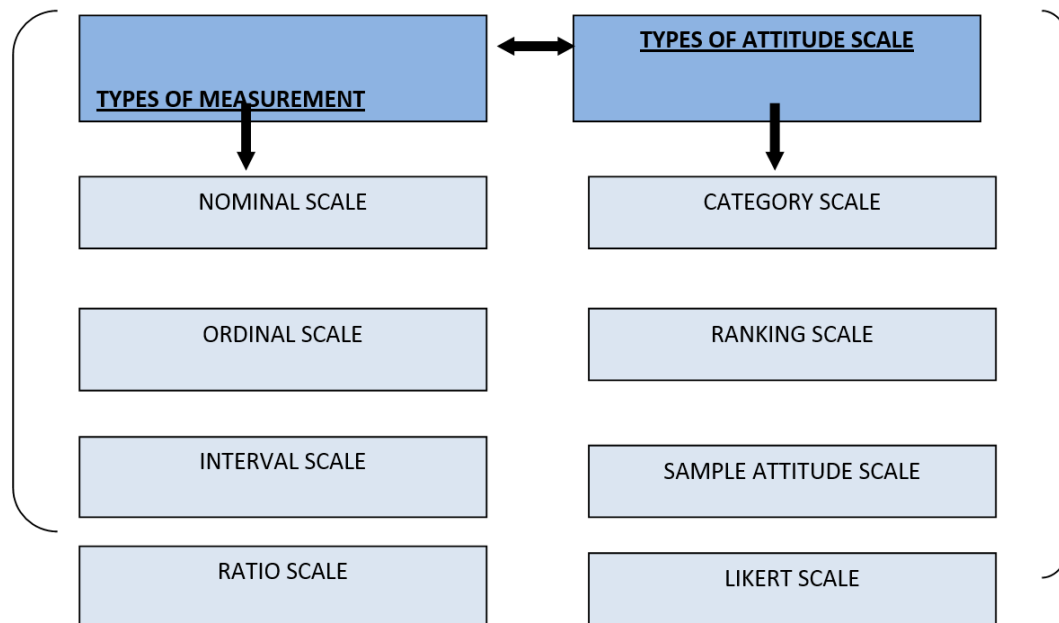 TYPES OF MEASUREMENT
TYPES OF ATTITUDE SCALE
NOMINAL SCALE
CATEGORY SCALE
ORDINAL SCALE
RANKING SCALE
INTERVAL SCALE
SAMPLE ATTITUDE SCALE
RATIO SCALE
LIKERT SCALE